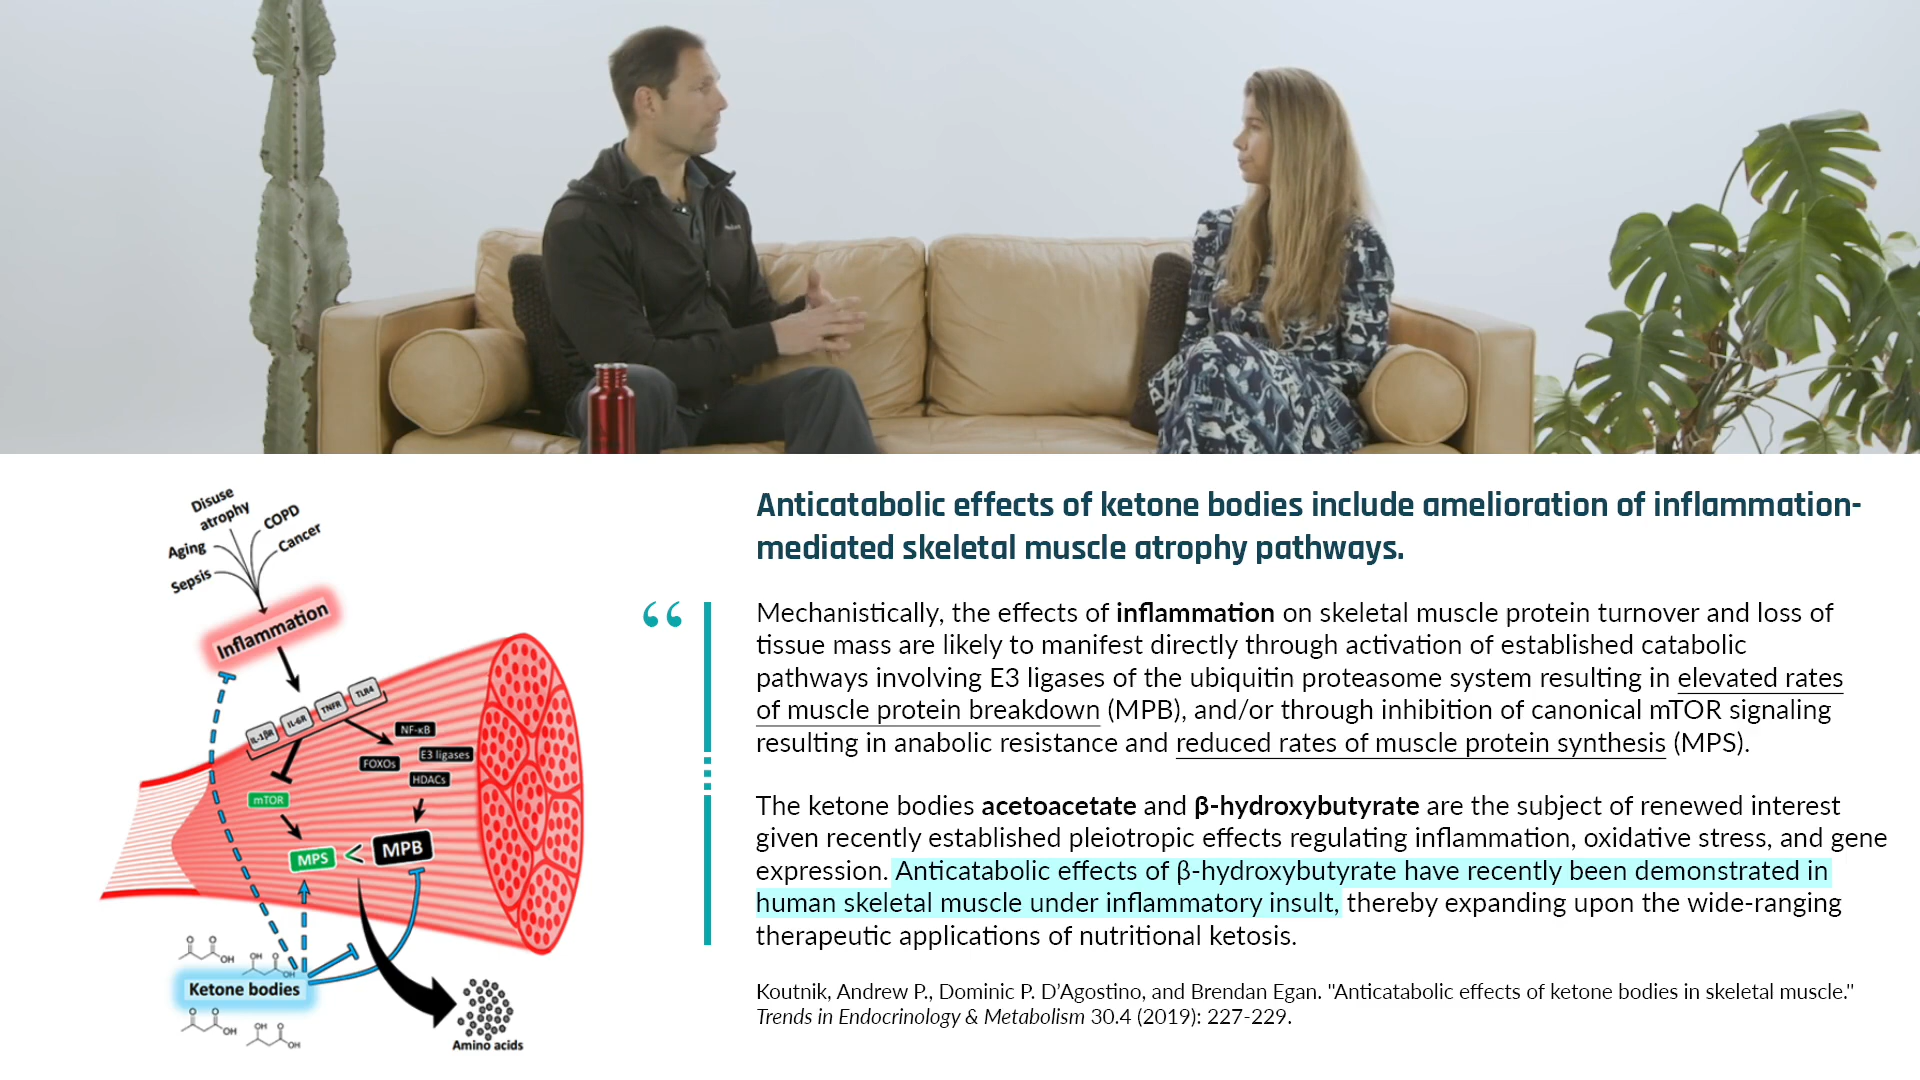 Anticatabolic effects of ketone bodies include amelioration of inflammation-
mediated skeletal muscle atrophy pathways.
“
Mechanistically, the effects of inflammation on skeletal muscle protein turnover and loss of
tissue mass are likely to manifest directly through activation of established catabolic
pathways involving E3 ligases of the ubiquitin proteasome system resulting in elevated rates
of muscle protein breakdown (MPB), and/or through inhibition of canonical mTOR signaling
resulting in anabolic resistance and reduced rates of muscle protein synthesis (MPS).
The ketone bodies acetoacetate and β-hydroxybutyrate are the subject of renewed interest
given recently established pleiotropic effects regulating inflammation, oxidative stress, and gene
expression. Anticatabolic effects of β-hydroxybutyrate have recently been demonstrated in
human skeletal muscle under inflammatory insult, thereby expanding upon the wide-ranging
therapeutic applications of nutritional ketosis.
Koutnik, Andrew P., Dominic P. D’Agostino, and Brendan Egan. "Anticatabolic effects of ketone bodies in skeletal muscle."
Trends in Endocrinology & Metabolism 30.4 (2019): 227-229.
Disuse
atrophy
COPD
Aging
Cancer
Sepsis
Inflammation
IL-1βR
IL-6R
TNFR
TLR4
NF-κB
E3 ligases
FOXOs
HDACs
mTOR
MPS
<
MPB
O O
OH
OH O
OH
Ketone bodies
O O
OH
OH O
OH
Amino acids